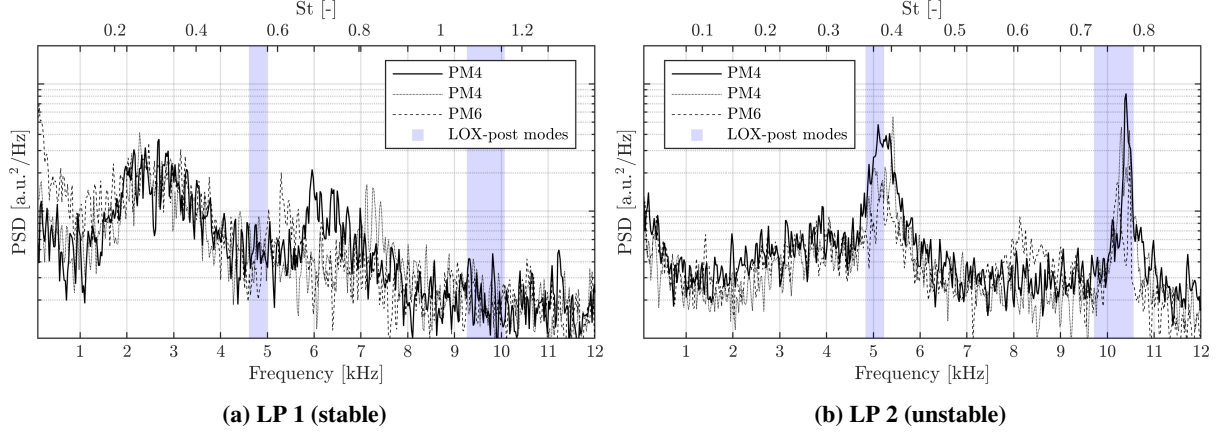 St [-]
0.2 0.4 0.6 0.7 0.8 1 1.2
PSD [a.u.²/Hz]
PM4
PM4
PM6
LOX-post modes
1 2 3 4 5 6 7 8 9 10 11 12
Frequency [kHz]
(a) LP 1 (stable)
St [-]
0.1 0.2 0.3 0.4 0.5 0.6 0.7 0.8
PSD [a.u.²/Hz]
PM4
PM4
PM6
LOX-post modes
1 2 3 4 5 6 7 8 9 10 11 12
Frequency [kHz]
(b) LP 2 (unstable)